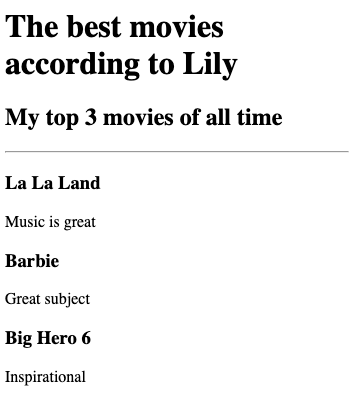 The best movies
according to Lily
My top 3 movies of all time
La La Land
Music is great
Barbie
Great subject
Big Hero 6
Inspirational